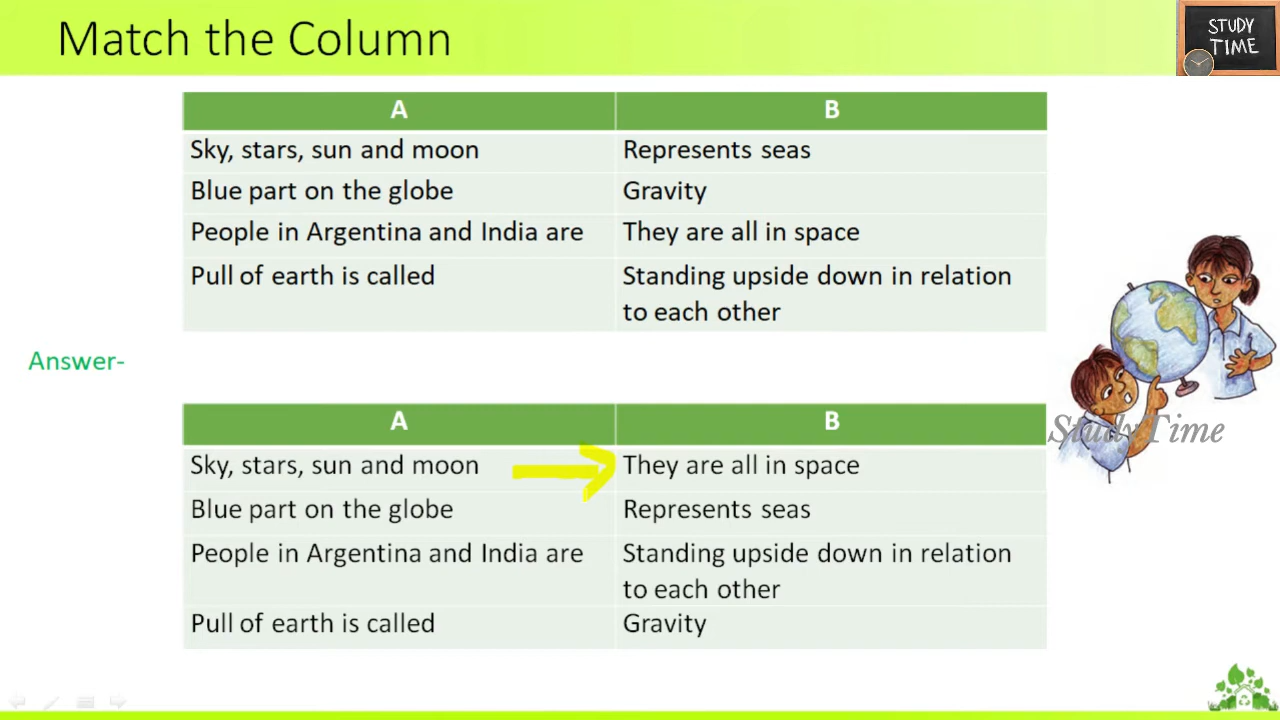 Match the Column
STUDY
TIME
A B
Sky, stars, sun and moon Represents seas
Blue part on the globe Gravity
People in Argentina and India are They are all in space
Pull of earth is called Standing upside down in relation
to each other
Answer-
A B
Study Time
Sky, stars, sun and moon They are all in space
Blue part on the globe Represents seas
People in Argentina and India are Standing upside down in relation
to each other
Pull of earth is called Gravity